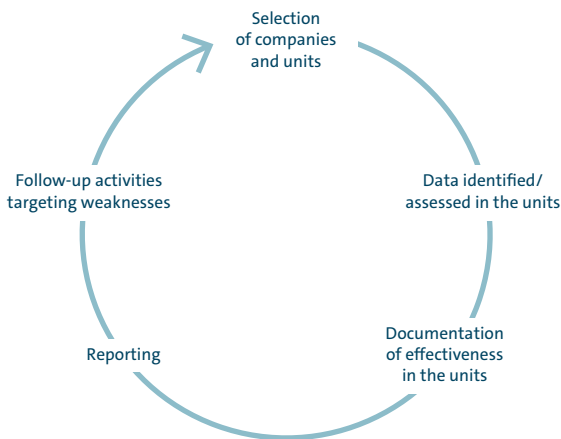 Selection
of companies
and units
Data identified/
assessed in the units
Documentation
of effectiveness
in the units
Reporting
Follow-up activities
targeting weaknesses